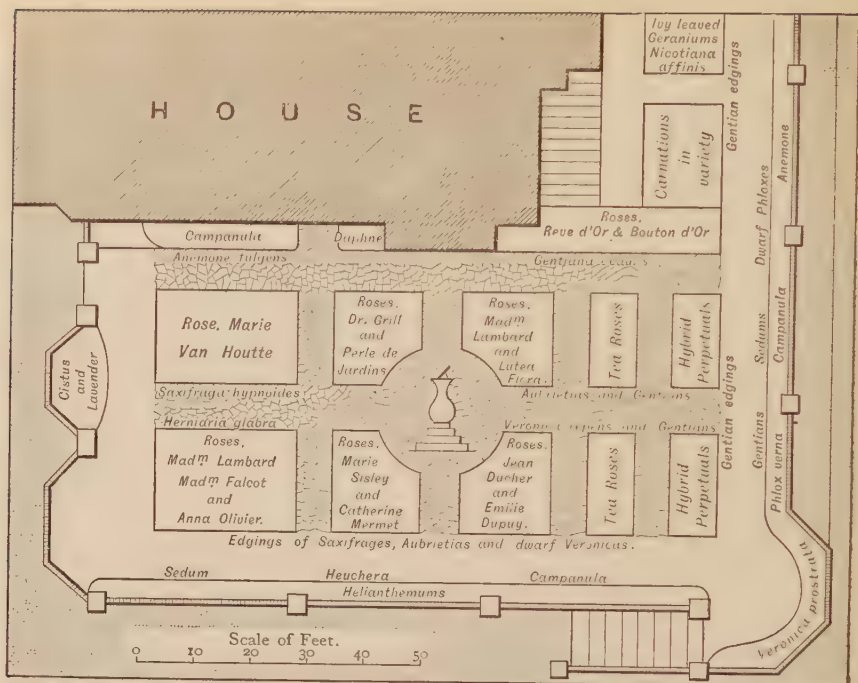 HOUSE
Ivy leaved
Geraniums
Nicotiana
affinis
Gentian edgings
Carnations
in
variety
Roses.
Reve d'Or & Bouton d'Or
Campanula
Daphne
Anemone fulgens
Gentiana
Rose, Marie
Van Houtte
Roses.
Dr. Grill
and
Perle de
Jardins
Roses.
Madm
Lambard
and
Lutea
Flora.
Tea Roses
Hybrid
Perpetuals
Cistus
and
Lavender
Saxifraga hypnoides
Aubrietias and Gentians
Herniaria glabra
Veronica repens and Gentians
Gentian edgings
Roses,
Madm Lambard
Madm Falcot
and
Anna Olivier.
Roses,
Marie
Sisley
and
Catherine
Mermet
Roses,
Jean
Ducher
and
Emilie
Dupuy.
Tea Roses
Hybrid
Perpetuals
Edgings of Saxifrages, Aubrietias and dwarf Veronicas.
Gentians Sedums Dwarf Phloxes
Phlox verna Campanula Anemone
Veronica prostrata
Sedum Heuchera Campanula
Helianthemums
Scale of Feet.
0 10 20 30 40 50